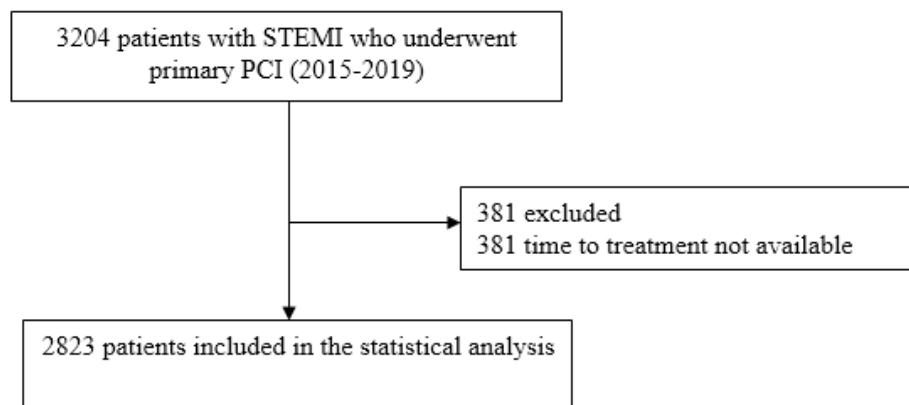 3204 patients with STEMI who underwent
primary PCI (2015-2019)
381 excluded
381 time to treatment not available
2823 patients included in the statistical analysis